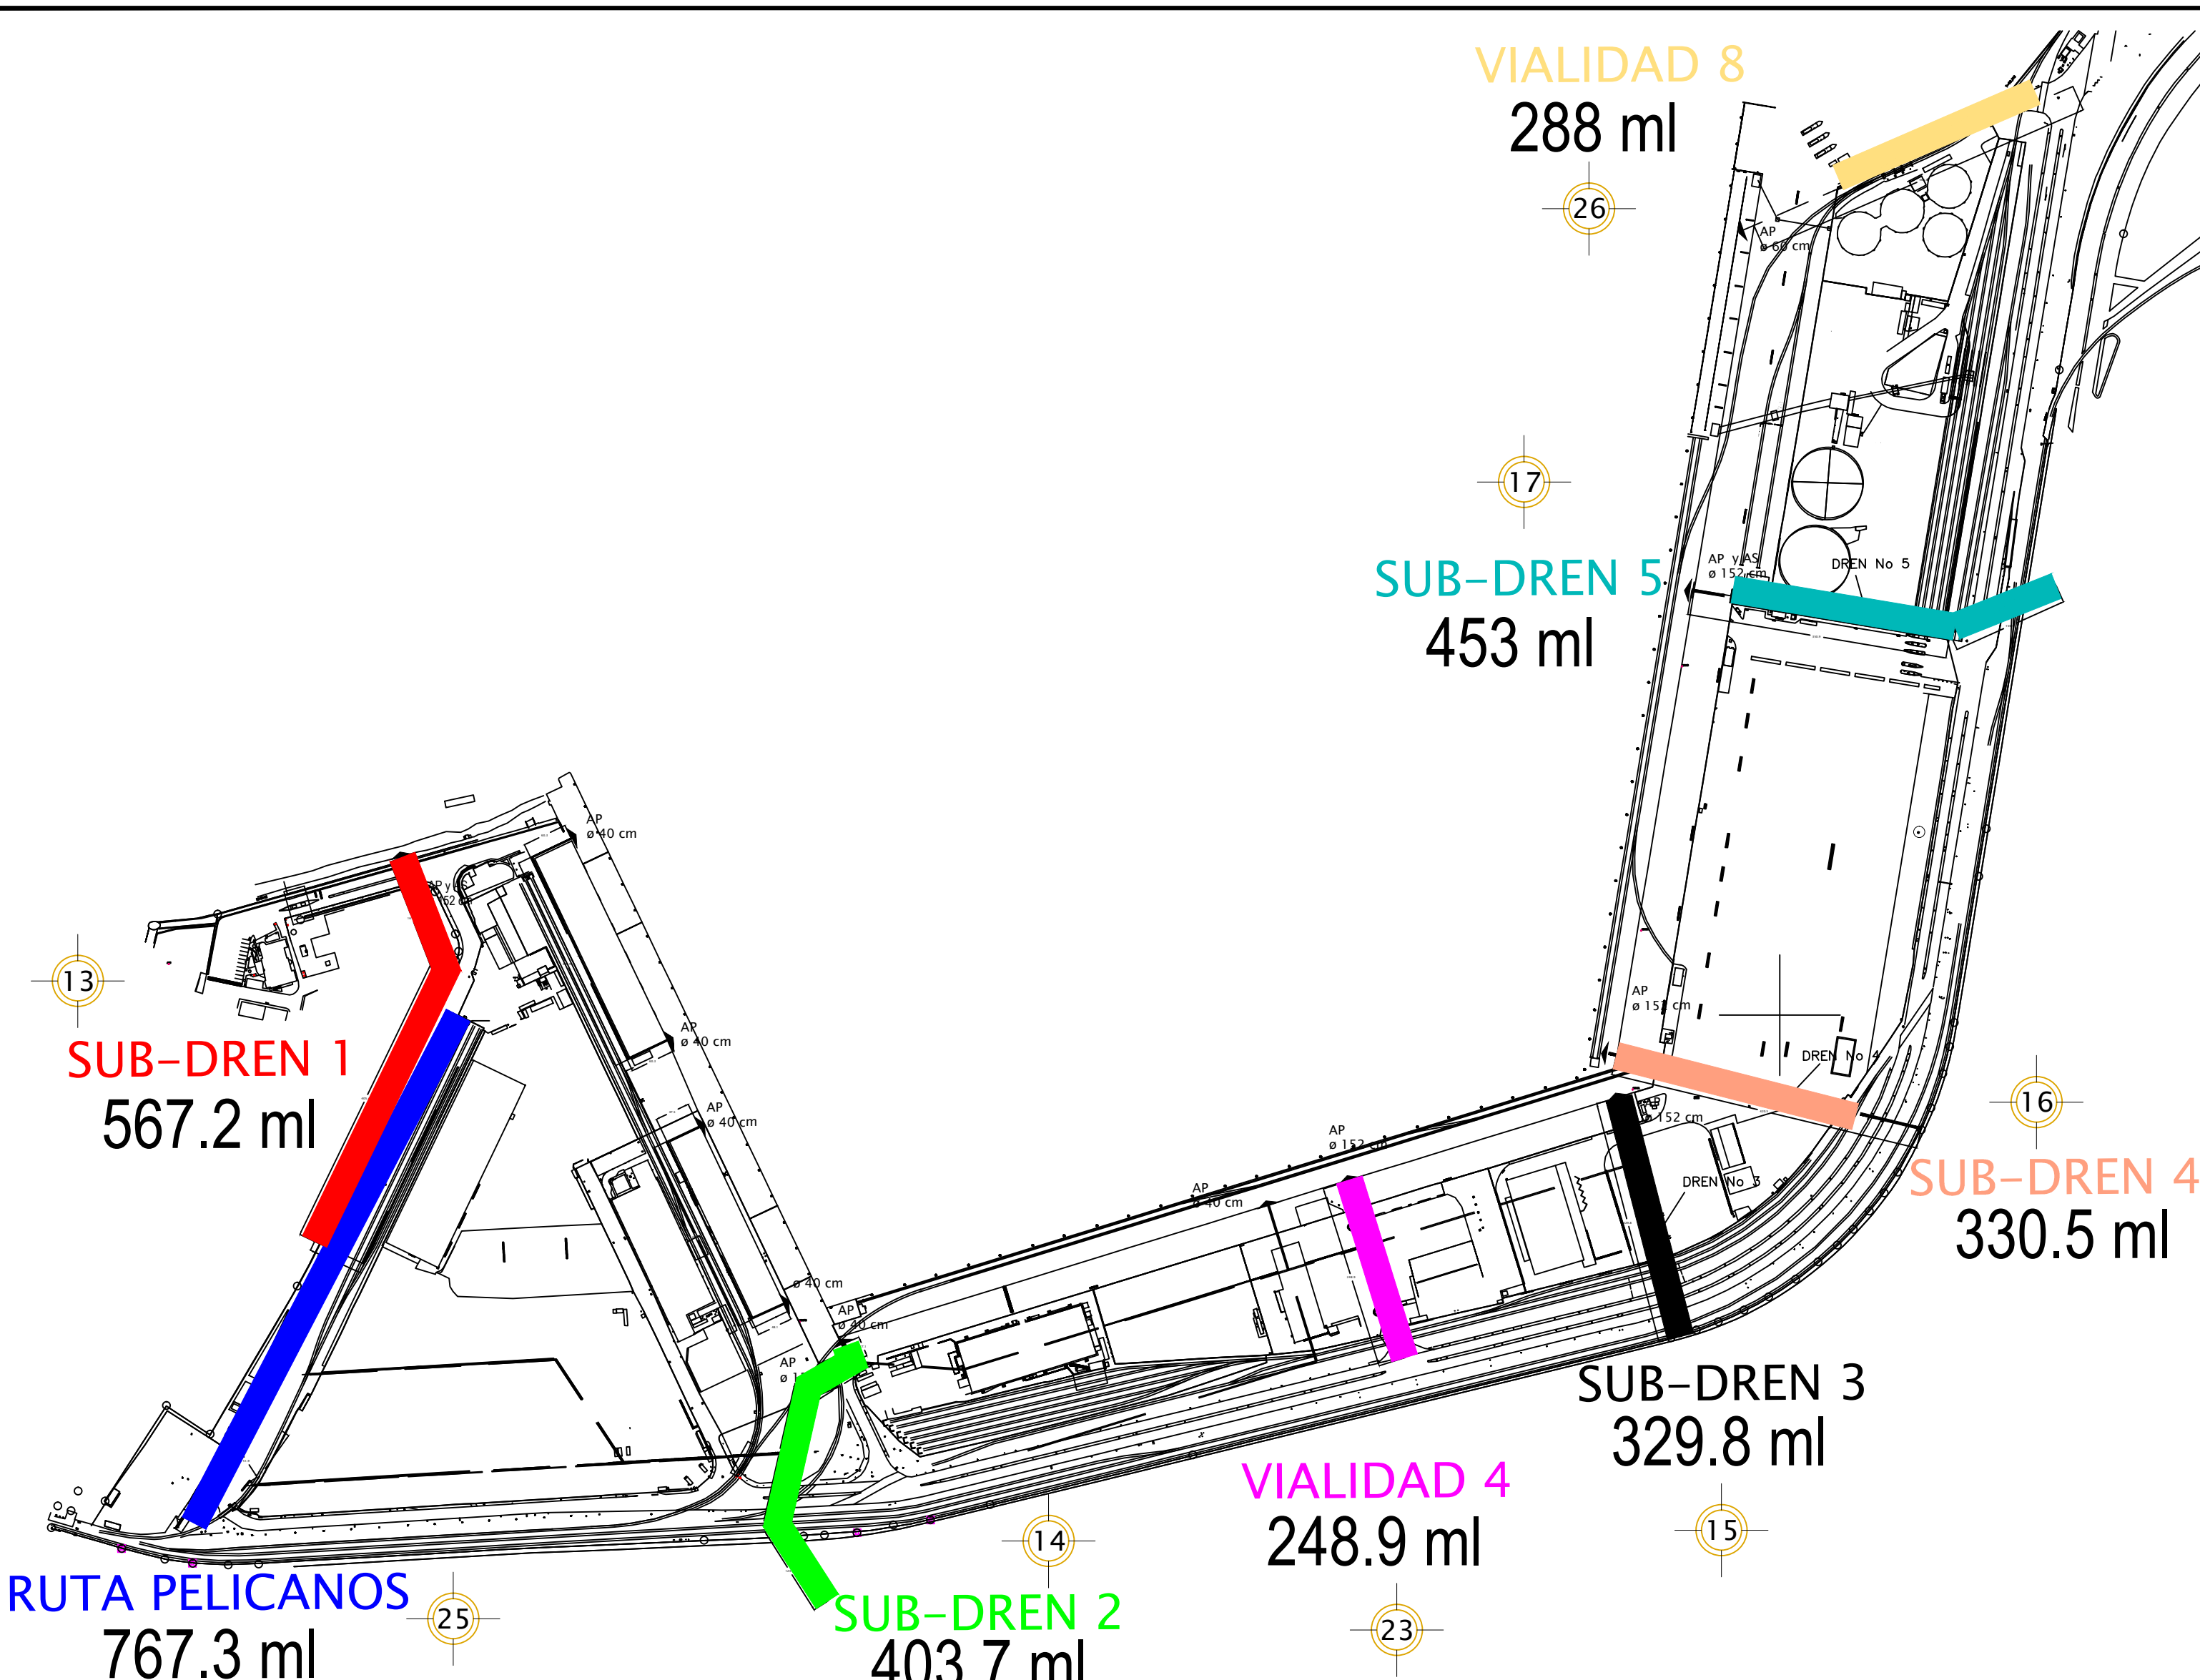 VIALIDAD 8
288 ml
26
AP
ø 60 cm
17
SUB-DREN 5
453 ml
AP y AS
ø 152 cm
DREN No 5
AP
ø 40 cm
AP y AS
152 cm
13
SUB-DREN 1
567.2 ml
AP
ø 40 cm
AP
ø 40 cm
AP
ø 152 cm
DREN No 4
16
SUB-DREN 4
330.5 ml
AP
ø 152 cm
AP
ø 152 cm
DREN No 3
AP
ø 40 cm
ø 40 cm
AP
ø 40 cm
AP
SUB-DREN 3
329.8 ml
15
VIALIDAD 4
248.9 ml
23
14
RUTA PELICANOS
767.3 ml
25
SUB-DREN 2
403.7 ml